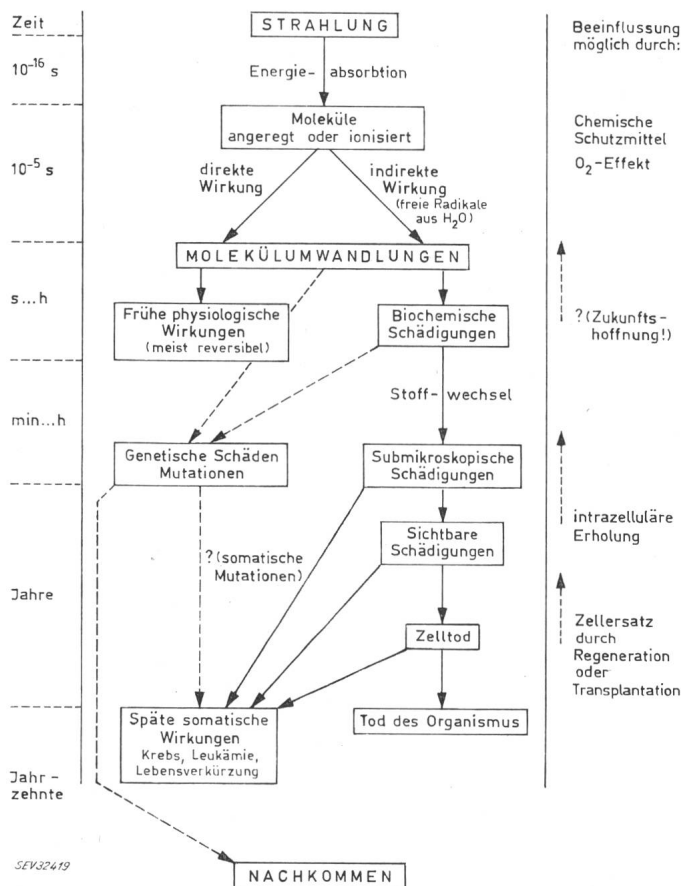 Zeit
STRAHLUNG
Beeinflussung
möglich durch:
10⁻¹⁶ s
Energie- absorbtion
Moleküle
angeregt oder ionisiert
Chemische
Schutzmittel
O₂-Effekt
10⁻⁵ s
direkte
Wirkung
indirekte
Wirkung
(freie Radikale
aus H₂O)
MOLEKÜLUMWANDLUNGEN
s...h
Frühe physiologische
Wirkungen
(meist reversibel)
Biochemische
Schädigungen
? (Zukunfts-
hoffnung!)
Stoff- wechsel
min...h
Genetische Schäden
Mutationen
Submikroskopische
Schädigungen
Sichtbare
Schädigungen
intrazelluläre
Erholung
? (somatische
Mutationen)
Jahre
Zelltod
Zellersatz
durch
Regeneration
oder
Transplantation
Späte somatische
Wirkungen
Krebs, Leukämie,
Lebensverkürzung
Tod des Organismus
Jahr-
zehnte
SEV32419
NACHKOMMEN